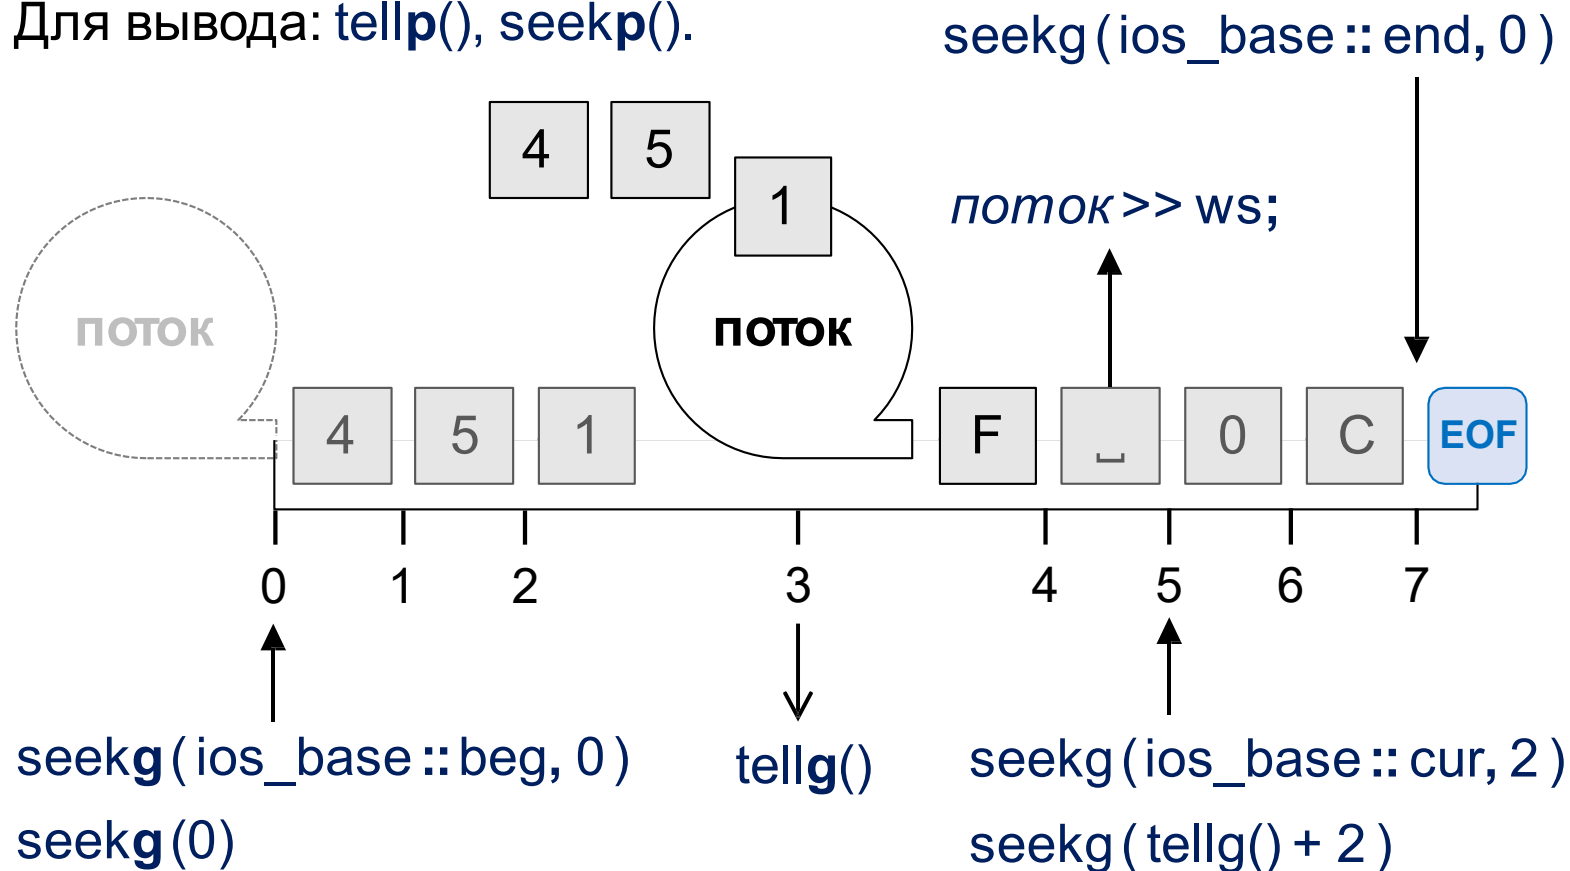 Для вывода: tellp(), seekp().
seekg(ios_base::end, 0)
4 5
1
поток >> ws;
поток
поток
4 5 1 F ␣ 0 C EOF
0 1 2 3 4 5 6 7
seekg(ios_base::beg, 0)
tellg()
seekg(ios_base::cur, 2)
seekg(0)
seekg(tellg() + 2)